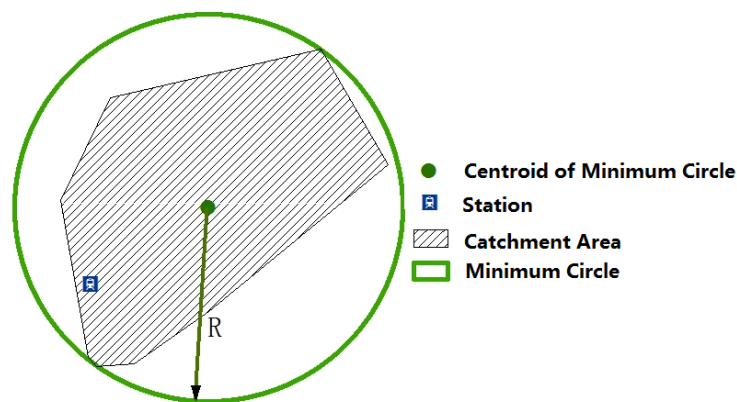 Centroid of Minimum Circle
Station
Catchment Area
Minimum Circle
R